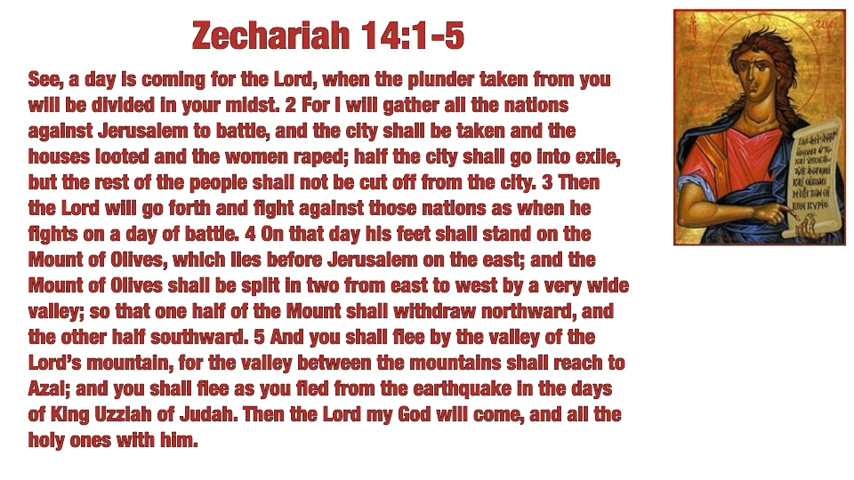 Zechariah 14:1-5
See, a day is coming for the Lord, when the plunder taken from you
will be divided in your midst. 2 For I will gather all the nations
against Jerusalem to battle, and the city shall be taken and the
houses looted and the women raped; half the city shall go into exile,
but the rest of the people shall not be cut off from the city. 3 Then
the Lord will go forth and fight against those nations as when he
fights on a day of battle. 4 On that day his feet shall stand on the
Mount of Olives, which lies before Jerusalem on the east; and the
Mount of Olives shall be split in two from east to west by a very wide
valley; so that one half of the Mount shall withdraw northward, and
the other half southward. 5 And you shall flee by the valley of the
Lord’s mountain, for the valley between the mountains shall reach to
Azal; and you shall flee as you fled from the earthquake in the days
of King Uzziah of Judah. Then the Lord my God will come, and all the
holy ones with him.